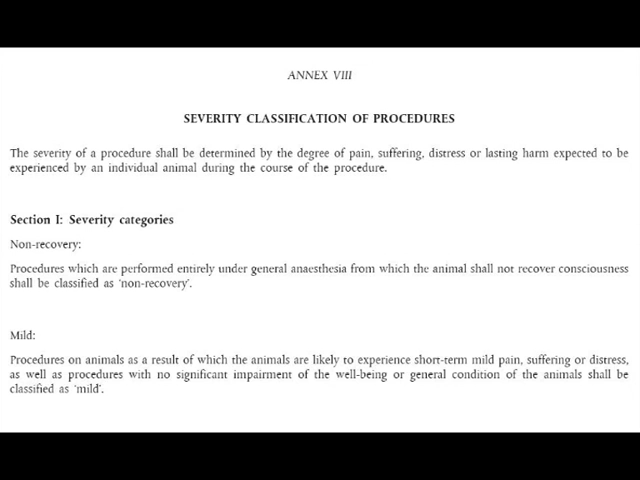 ANNEX VIII
SEVERITY CLASSIFICATION OF PROCEDURES
The severity of a procedure shall be determined by the degree of pain, suffering, distress or lasting harm expected to be
experienced by an individual animal during the course of the procedure.
Section I: Severity categories
Non-recovery:
Procedures which are performed entirely under general anaesthesia from which the animal shall not recover consciousness
shall be classified as ‘non-recovery’.
Mild:
Procedures on animals as a result of which the animals are likely to experience short-term mild pain, suffering or distress,
as well as procedures with no significant impairment of the well-being or general condition of the animals shall be
classified as ‘mild’.